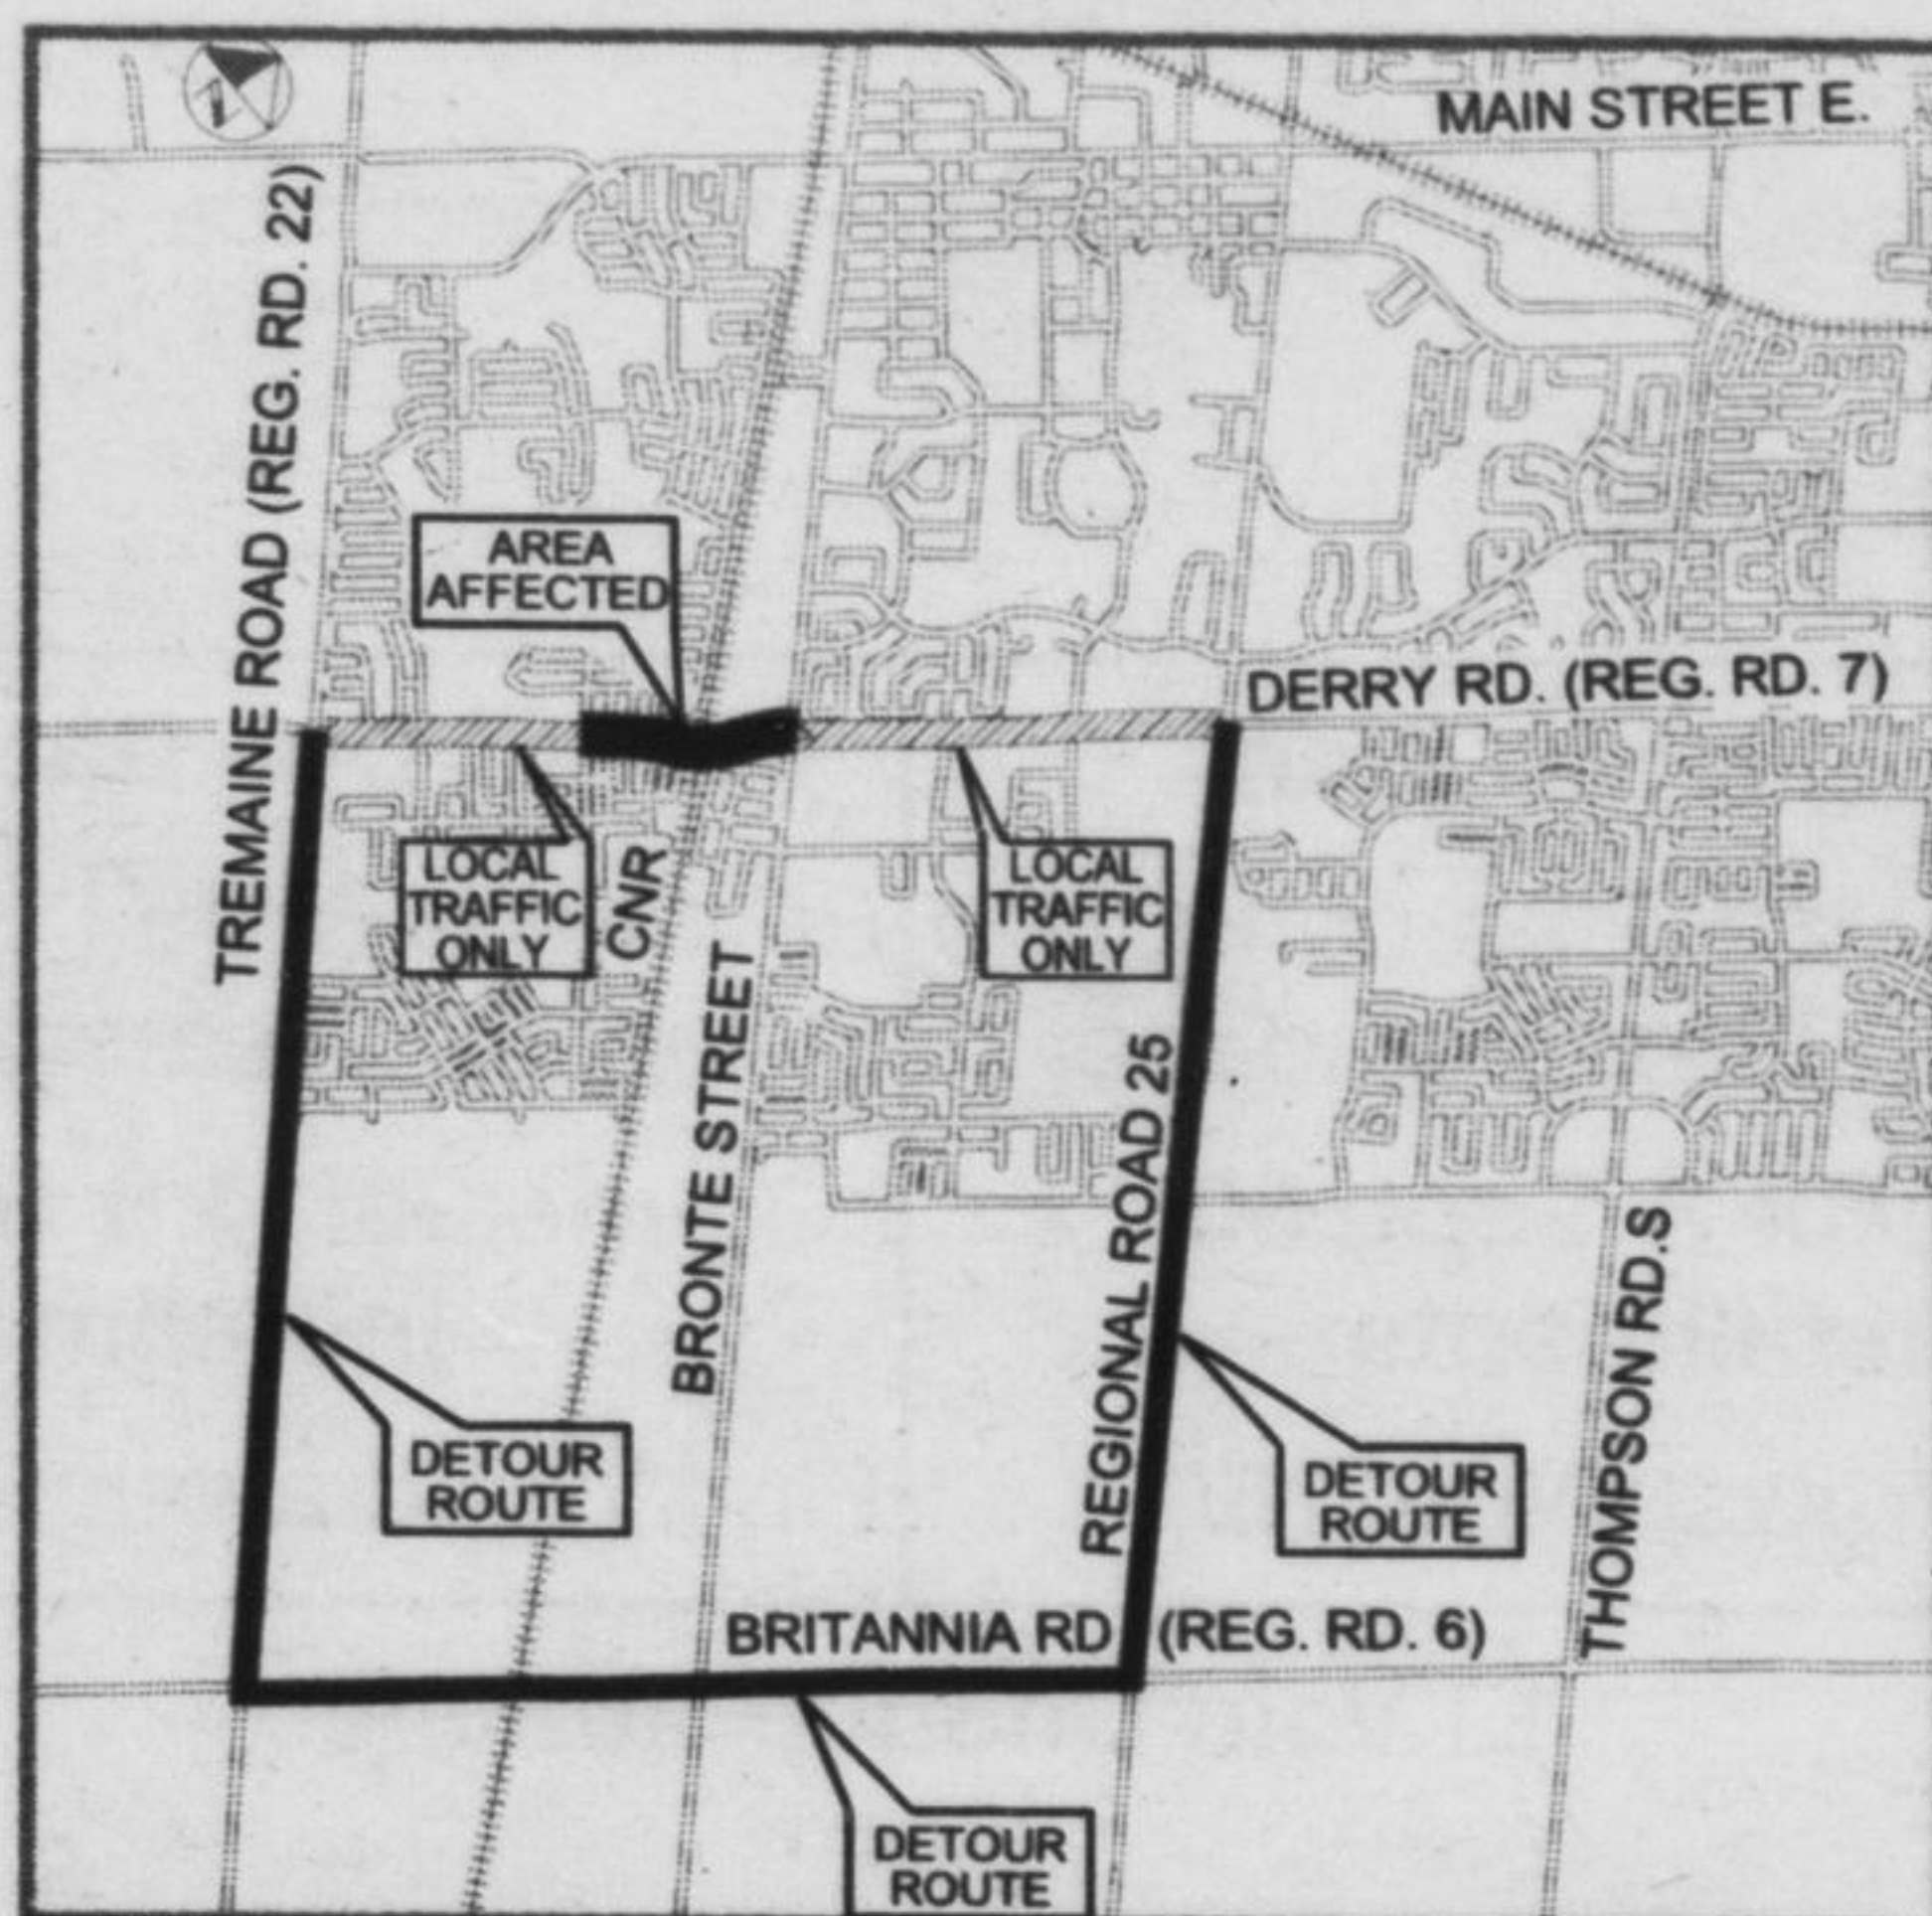 N
MAIN STREET E.
TREMAINE ROAD (REG. RD. 22)
AREA
AFFECTED
DERRY RD. (REG. RD. 7)
LOCAL
TRAFFIC
ONLY
CNR
LOCAL
TRAFFIC
ONLY
BRONTE STREET
REGIONAL ROAD 25
THOMPSON RD.S
DETOUR
ROUTE
DETOUR
ROUTE
BRITANNIA RD (REG. RD. 6)
DETOUR
ROUTE